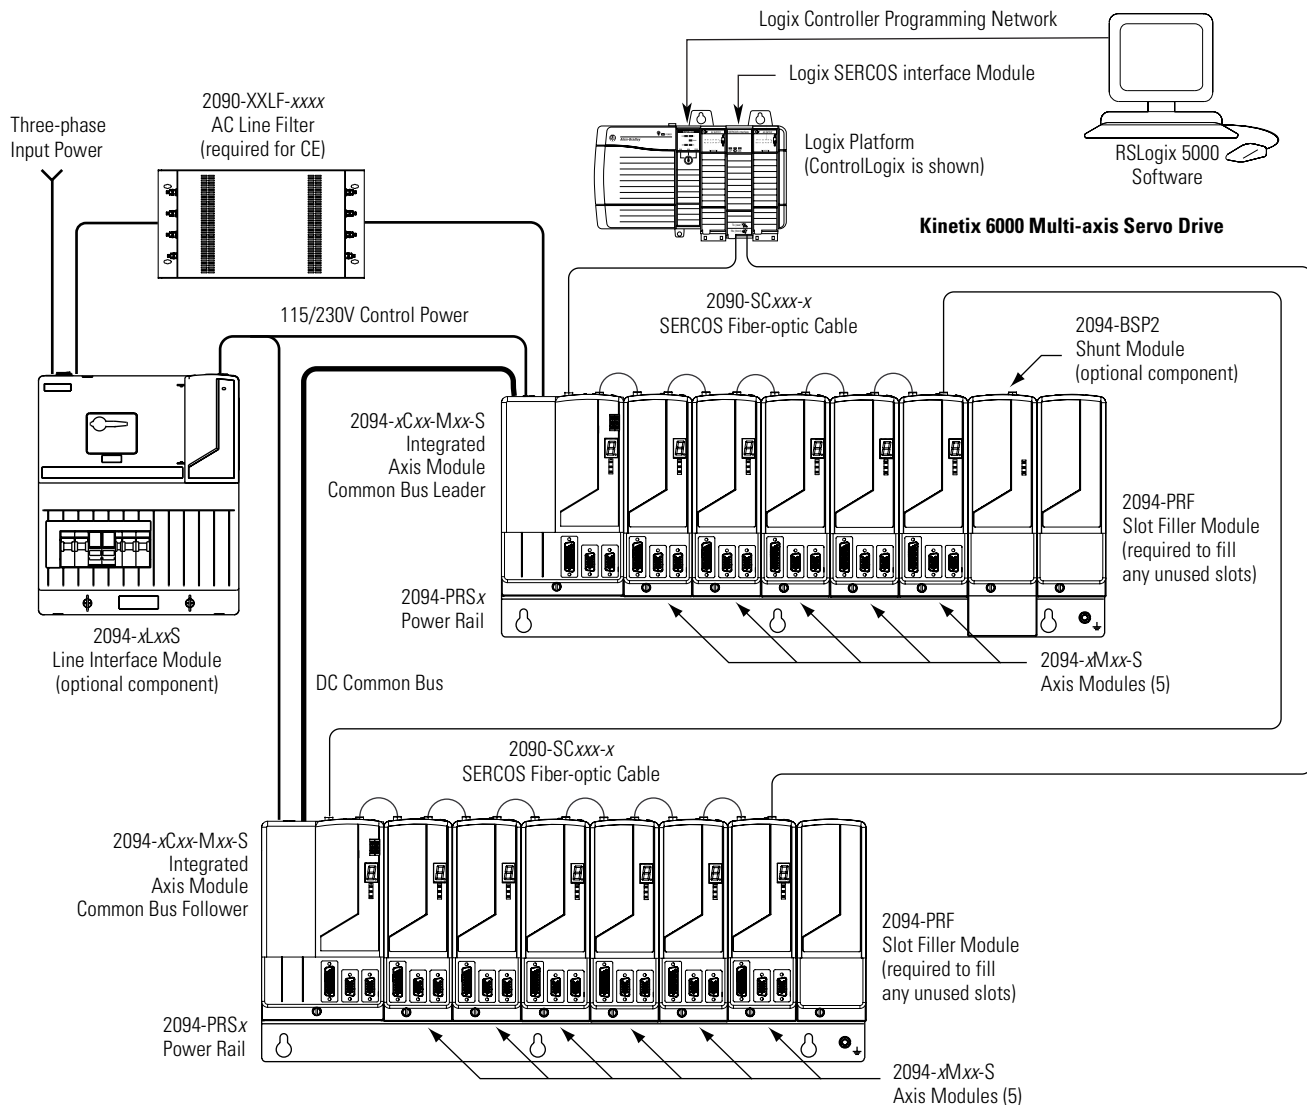 Logix Controller Programming Network
Logix SERCOS interface Module
2090-XXLF-xxxx
AC Line Filter
(required for CE)
Three-phase
Input Power
Logix Platform
(ControlLogix is shown)
RSLogix 5000
Software
Kinetix 6000 Multi-axis Servo Drive
115/230V Control Power
2090-SCxxx-x
SERCOS Fiber-optic Cable
2094-BSP2
Shunt Module
(optional component)
2094-xCxx-Mxx-S
Integrated
Axis Module
Common Bus Leader
2094-PRF
Slot Filler Module
(required to fill
any unused slots)
2094-PRSx
Power Rail
2094-xLxxS
Line Interface Module
(optional component)
2094-xMxx-S
Axis Modules (5)
DC Common Bus
2090-SCxxx-x
SERCOS Fiber-optic Cable
2094-xCxx-Mxx-S
Integrated
Axis Module
Common Bus Follower
2094-PRF
Slot Filler Module
(required to fill
any unused slots)
2094-PRSx
Power Rail
2094-xMxx-S
Axis Modules (5)